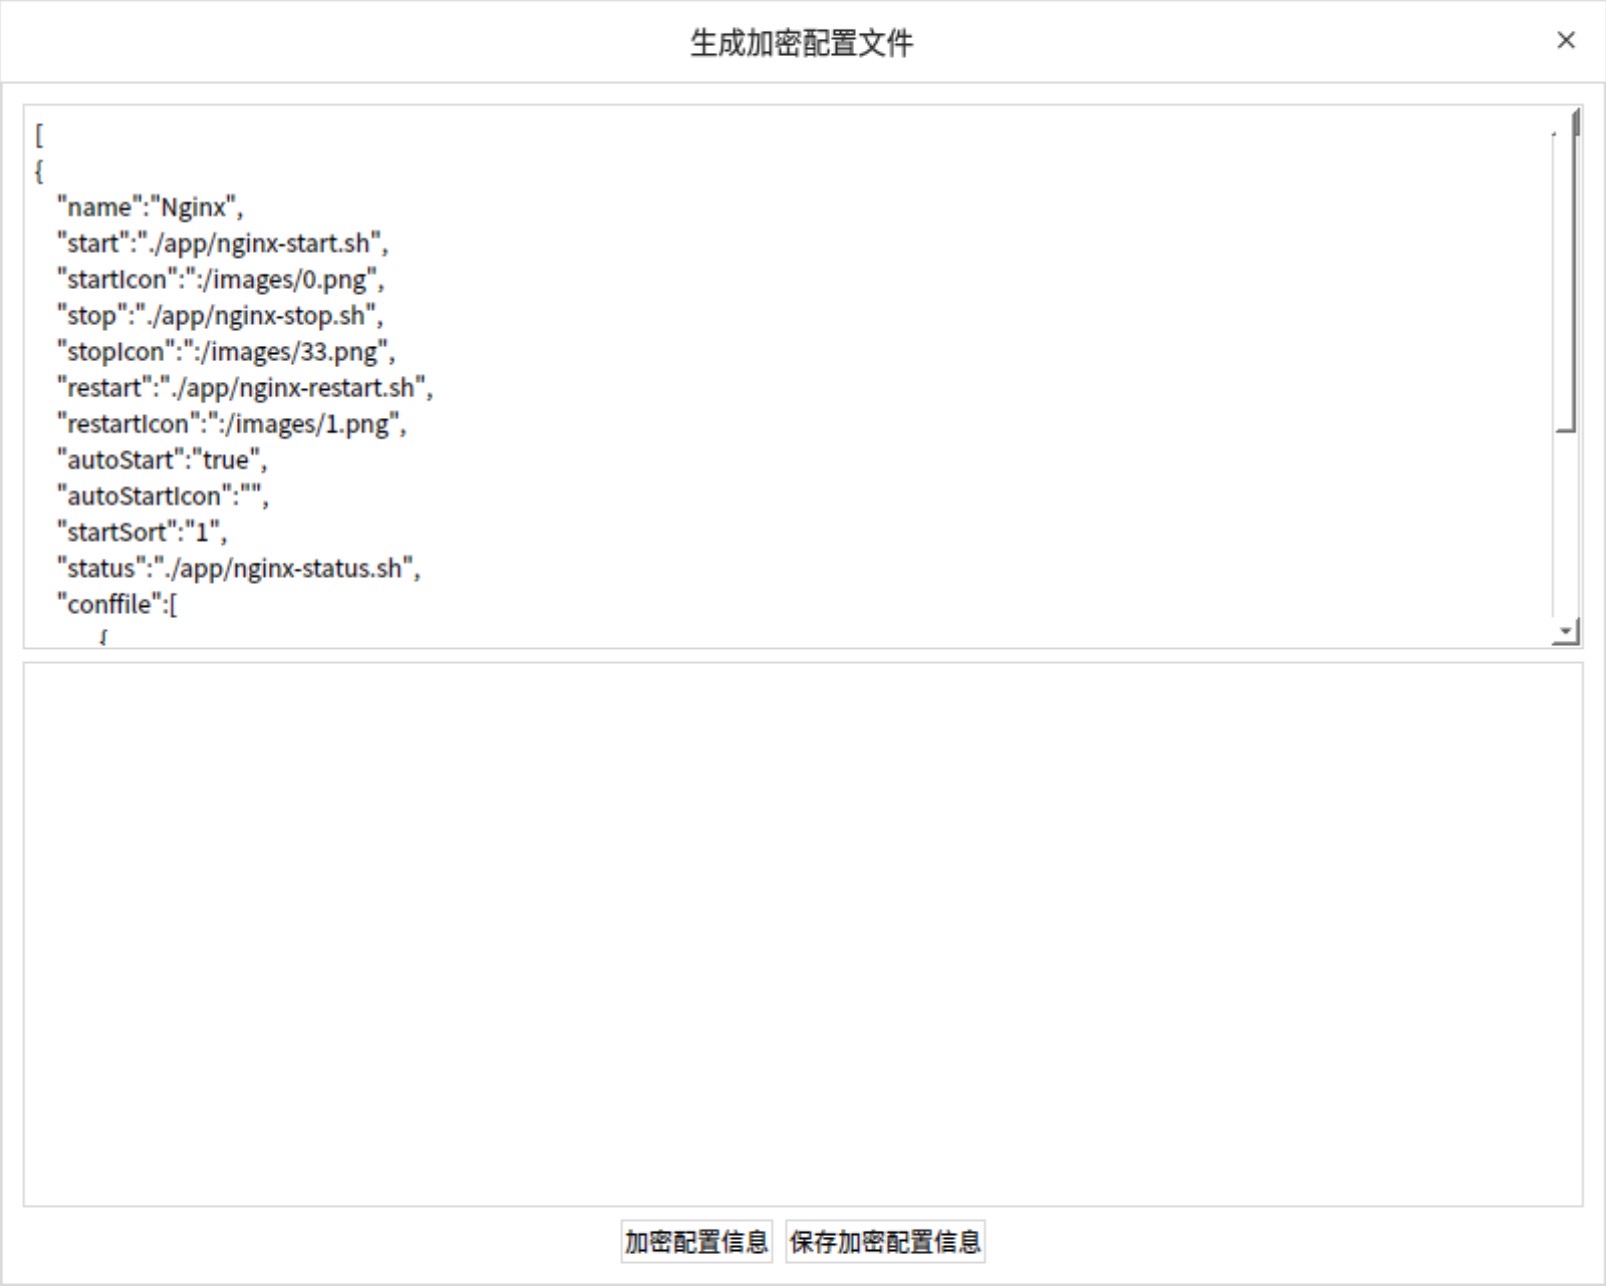 生成加密配置文件
[
{
"name":"Nginx",
"start":"./app/nginx-start.sh",
"startIcon":":/images/0.png",
"stop":"./app/nginx-stop.sh",
"stopIcon":":/images/33.png",
"restart":"./app/nginx-restart.sh",
"restartIcon":":/images/1.png",
"autoStart":"true",
"autoStartIcon":"",
"startSort":"1",
"status":"./app/nginx-status.sh",
"conffile":[
{
加密配置信息 保存加密配置信息